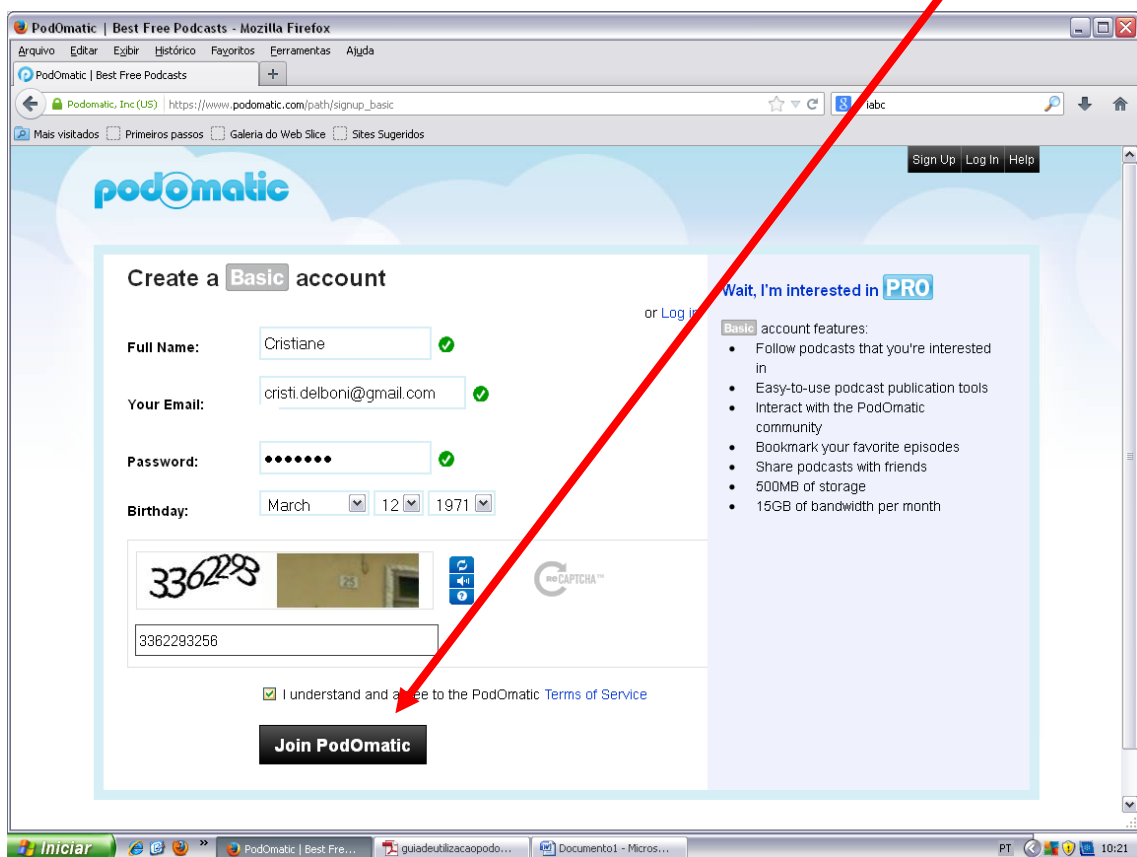 PodOmatic | Best Free Podcasts - Mozilla Firefox
Arquivo Editar Exibir Histórico Favoritos Ferramentas Ajuda
PodOmatic | Best Free Podcasts +
Podomatic, Inc (US) https://www.podomatic.com/path/signup_basic iabc
Mais visitados Primeiros passos Galeria do Web Slice Sites Sugeridos
Sign Up Log In Help
podomatic
Create a Basic account
or Log in
Full Name: Cristiane
Your Email: cristi.delboni@gmail.com
Password: •••••••
Birthday: March 12 1971
3362293
reCAPTCHA™
3362293256
I understand and agree to the PodOmatic Terms of Service
Join PodOmatic
Wait, I'm interested in PRO
Basic account features:
• Follow podcasts that you're interested
in
• Easy-to-use podcast publication tools
• Interact with the PodOmatic
community
• Bookmark your favorite episodes
• Share podcasts with friends
• 500MB of storage
• 15GB of bandwidth per month
Iniciar » PodOmatic | Best Fre... guiadeutilizacaopodo... Documento1 - Micros... PT 10:21